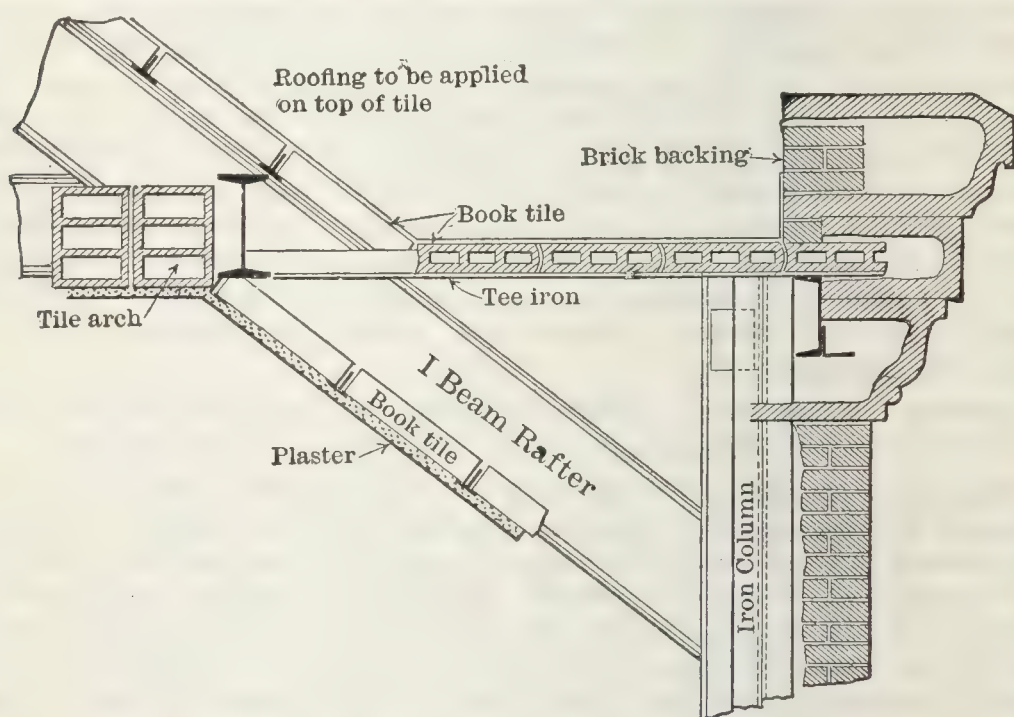 Roofing to be applied
on top of tile
Brick backing
Book tile
Tee iron
Tile arch
I Beam Rafter
Book tile
Plaster
Iron Column